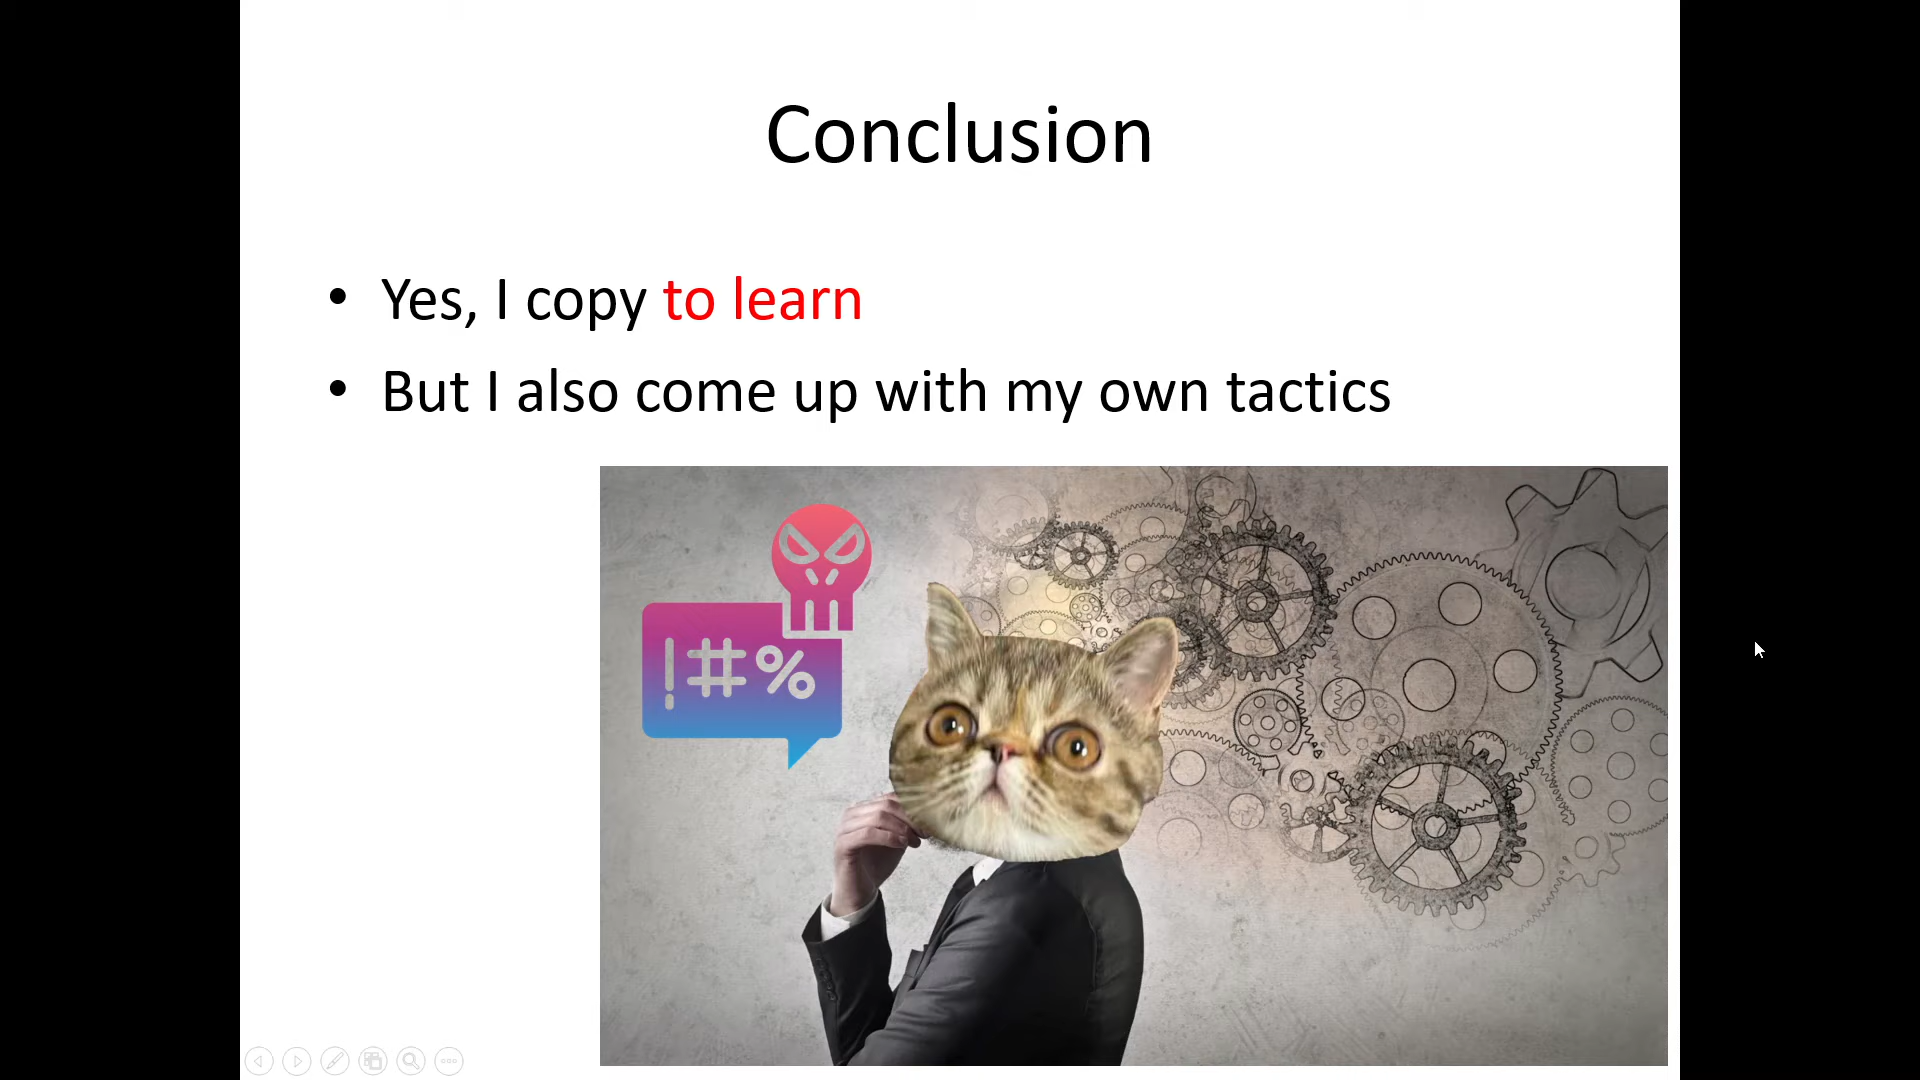 Conclusion
• Yes, I copy to learn
• But I also come up with my own tactics
!#%